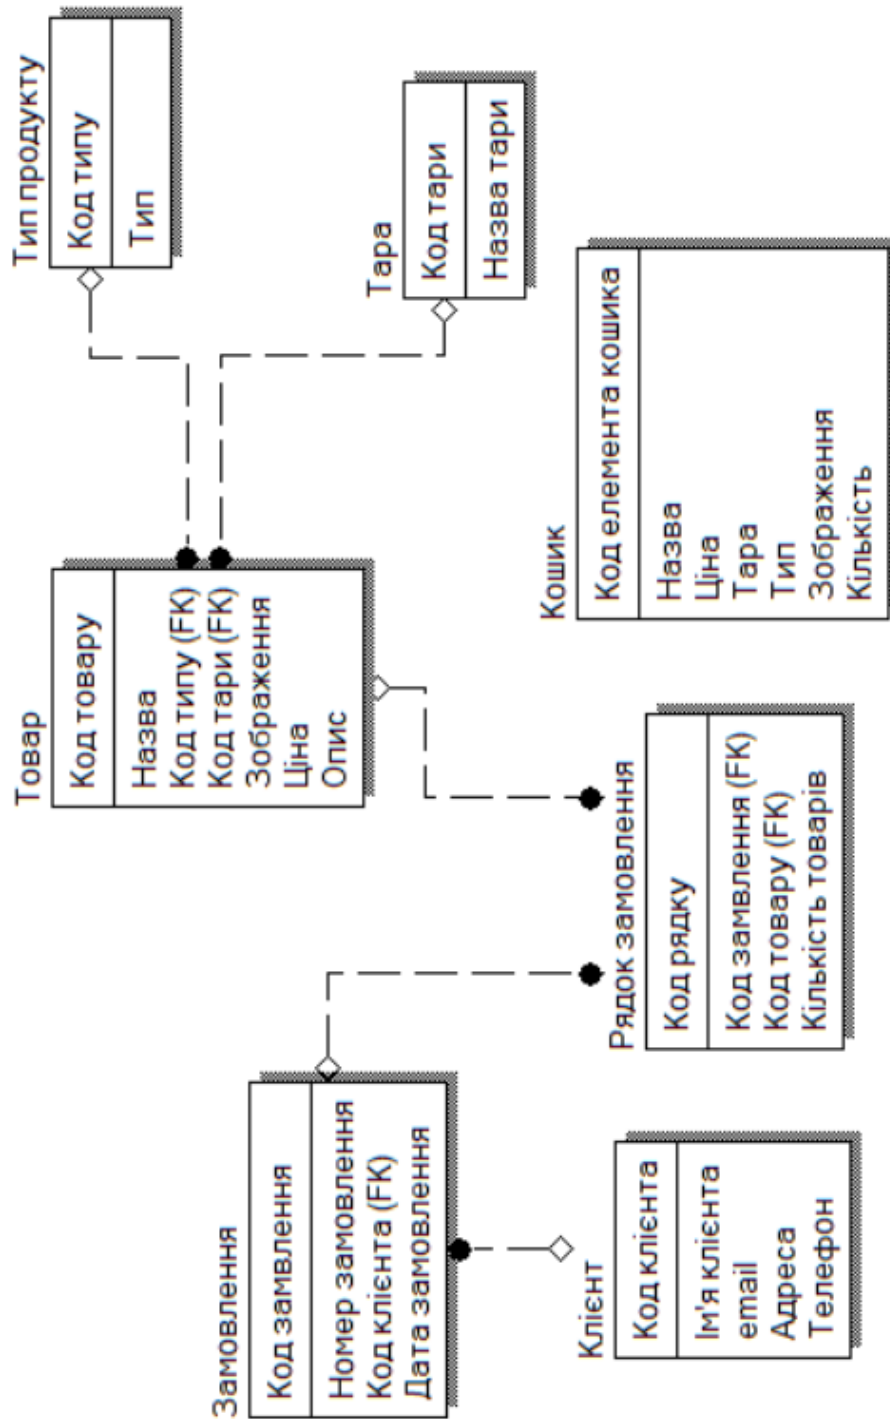 Замовлення
Код замвлення
Номер замовлення
Код клієнта (FK)
Дата замовлення
Клієнт
Код клієнта
Ім'я клієнта
email
Адреса
Телефон
Товар
Код товару
Назва
Код типу (FK)
Код тари (FK)
Зображення
Ціна
Опис
Рядок замовлення
Код рядку
Код замвлення (FK)
Код товару (FK)
Кількість товарів
Тип продукту
Код типу
Тип
Тара
Код тари
Назва тари
Кошик
Код елемента кошика
Назва
Ціна
Тара
Тип
Зображення
Кількість